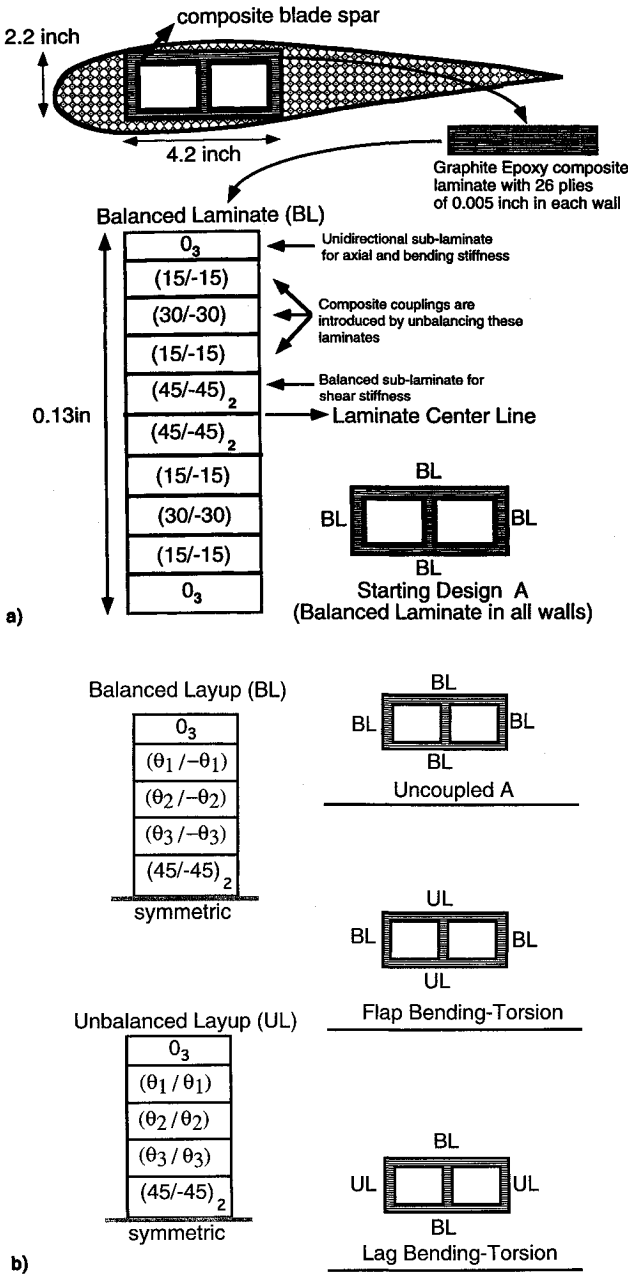 composite blade spar
2.2 inch
4.2 inch
Graphite Epoxy composite
laminate with 26 plies
of 0.005 inch in each wall
Balanced Laminate (BL)
0₃
Unidirectional sub-laminate
for axial and bending stiffness
(15/-15)
(30/-30)
Composite couplings are
introduced by unbalancing these
laminates
(15/-15)
(45/-45)₂
Balanced sub-laminate for
shear stiffness
0.13in
Laminate Center Line
(45/-45)₂
(15/-15)
(30/-30)
(15/-15)
0₃
BL
BL BL
BL
Starting Design A
(Balanced Laminate in all walls)
a)
Balanced Layup (BL)
0₃
(θ1/-θ1)
(θ2/-θ2)
(θ3/-θ3)
(45/-45)₂
symmetric
BL
BL BL
BL
Uncoupled A
UL
BL BL
UL
Flap Bending-Torsion
Unbalanced Layup (UL)
0₃
(θ1/θ1)
(θ2/θ2)
(θ3/θ3)
(45/-45)₂
symmetric
BL
UL UL
BL
Lag Bending-Torsion
b)